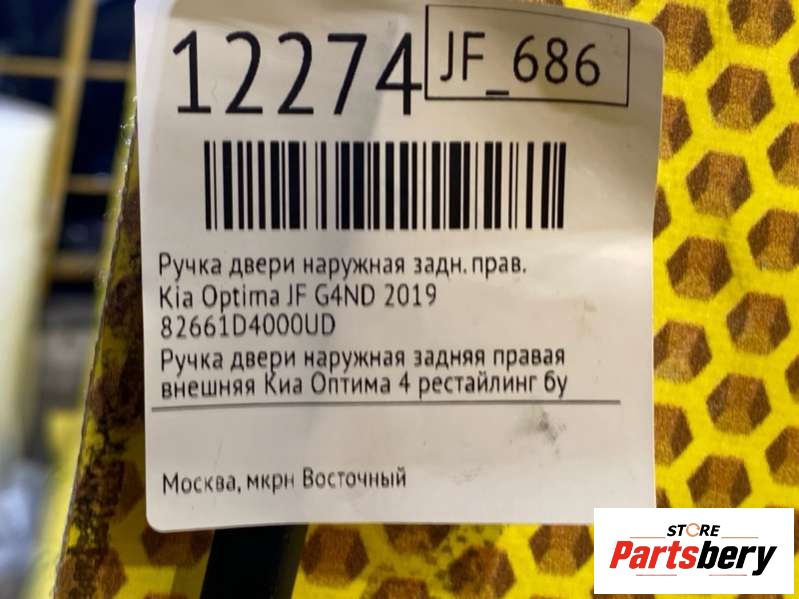 12274
JF_686
Ручка двери наружная задн. прав.
Kia Optima JF G4ND 2019
82661D4000UD
Ручка двери наружная задняя правая
внешняя Киа Оптима 4 рестайлинг бу
Москва, мкрн Восточный
STORE
Partsbery